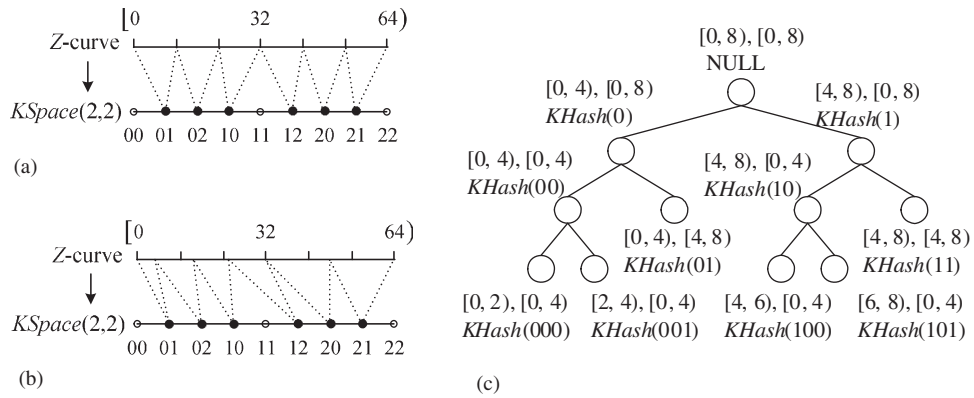 (a)
[0 32 64)
Z-curve
KSpace(2,2)
00 01 02 10 11 12 20 21 22
(b)
[0 32 64)
Z-curve
KSpace(2,2)
00 01 02 10 11 12 20 21 22
(c)
[0, 8), [0, 8)
NULL
[0, 4), [0, 8)
KHash(0)
[4, 8), [0, 8)
KHash(1)
[0, 4), [0, 4)
KHash(00)
[4, 8), [0, 4)
KHash(10)
[0, 4), [4, 8)
KHash(01)
[4, 8), [4, 8)
KHash(11)
[0, 2), [0, 4)
KHash(000)
[2, 4), [0, 4)
KHash(001)
[4, 6), [0, 4)
KHash(100)
[6, 8), [0, 4)
KHash(101)